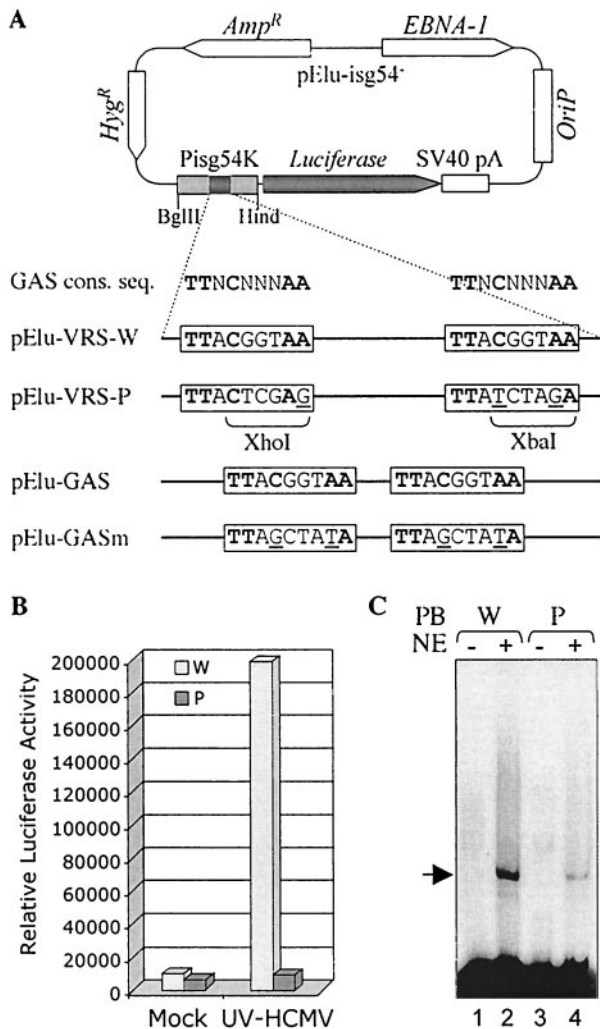 A
Amp^R
EBNA-1
pElu-isg54-
Hyg^R
OriP
Pisg54K
Luciferase
SV40 pA
BglII
Hind
GAS cons. seq.
TTNCNNNAA
TTNCNNNAA
pElu-VRS-W
TTACGGTAA
TTACGGTAA
pElu-VRS-P
TTACTCGAG
TTATCTAGA
XhoI
XbaI
pElu-GAS
TTACGGTAA
TTACGGTAA
pElu-GASm
TTAGCTATA
TTAGCTATA
B
Relative Luciferase Activity
200000
180000
160000
140000
120000
100000
80000
60000
40000
20000
0
W
P
Mock
UV-HCMV
C
PB W P
NE - + - +
1 2 3 4